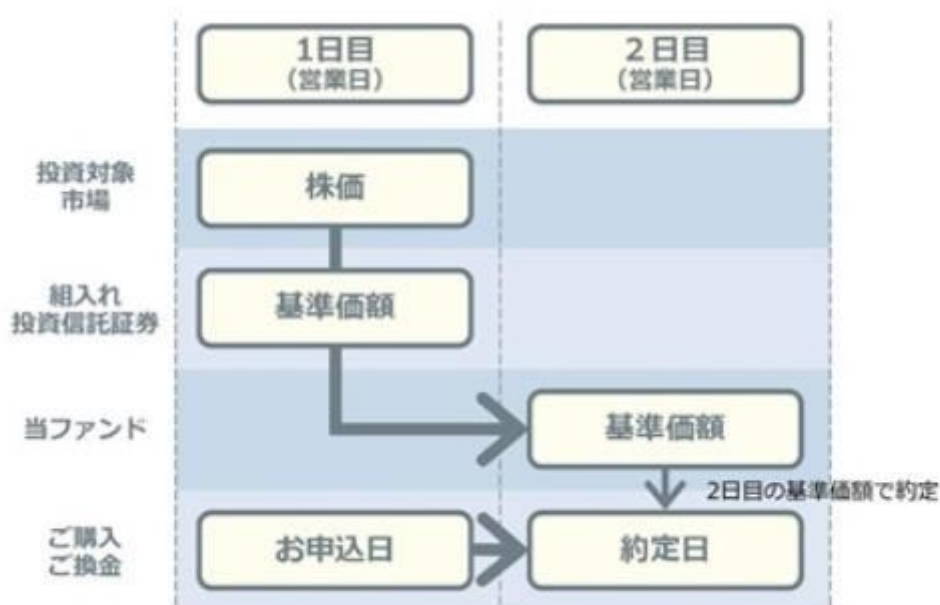 1日目
(営業日)
2日目
(営業日)
投資対象
市場
株価
組入れ
投資信託証券
基準価額
当ファンド
基準価額
2日目の基準価額で約定
ご購入
ご換金
お申込日
約定日